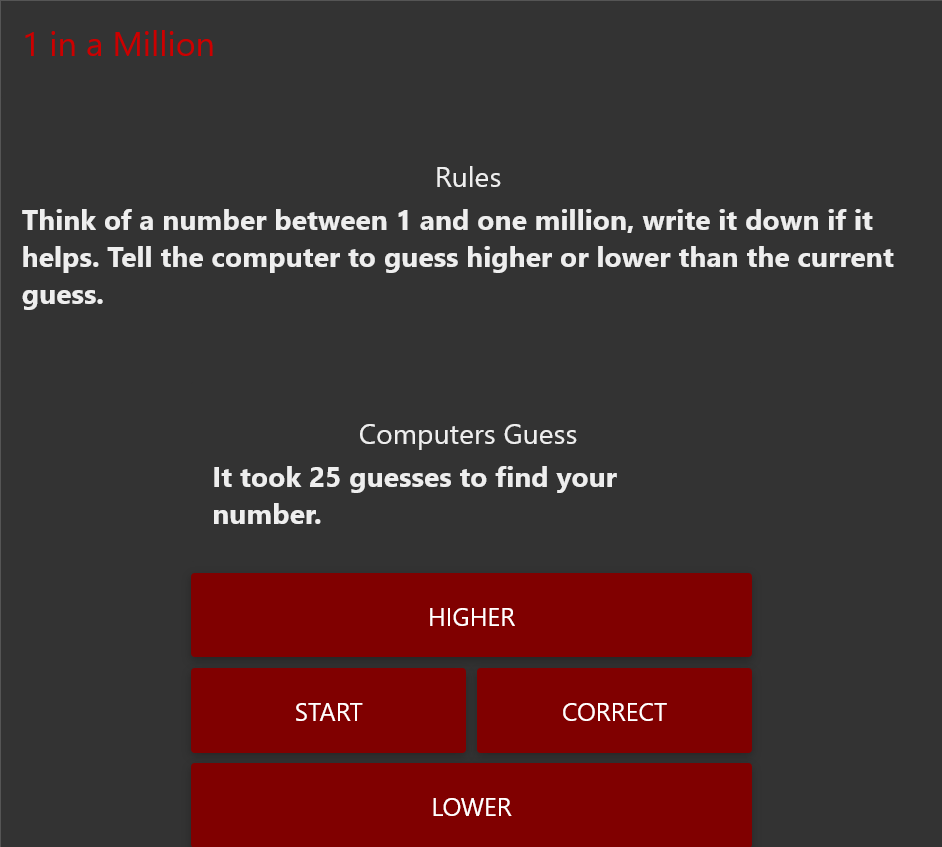 1 in a Million
Rules
Think of a number between 1 and one million, write it down if it
helps. Tell the computer to guess higher or lower than the current
guess.
Computers Guess
It took 25 guesses to find your
number.
HIGHER
START
CORRECT
LOWER